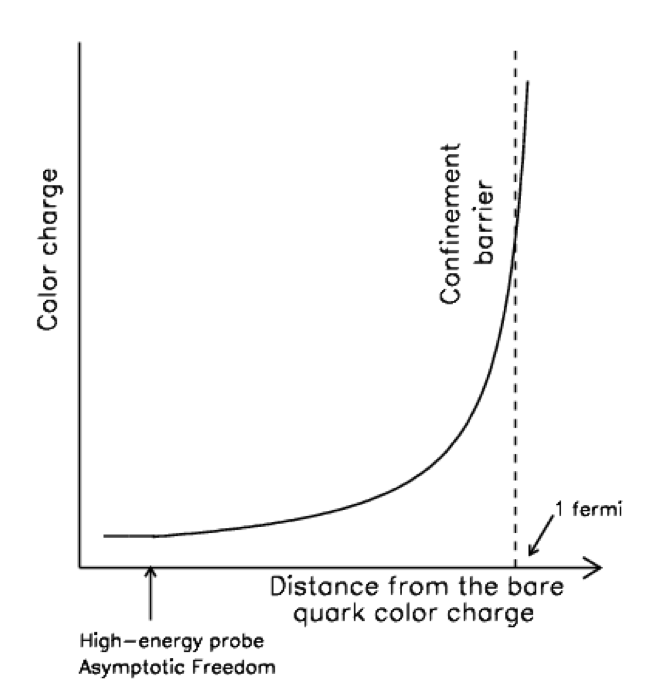 Color charge
Confinement
barrier
1 fermi
Distance from the bare
quark color charge
High-energy probe
Asymptotic Freedom